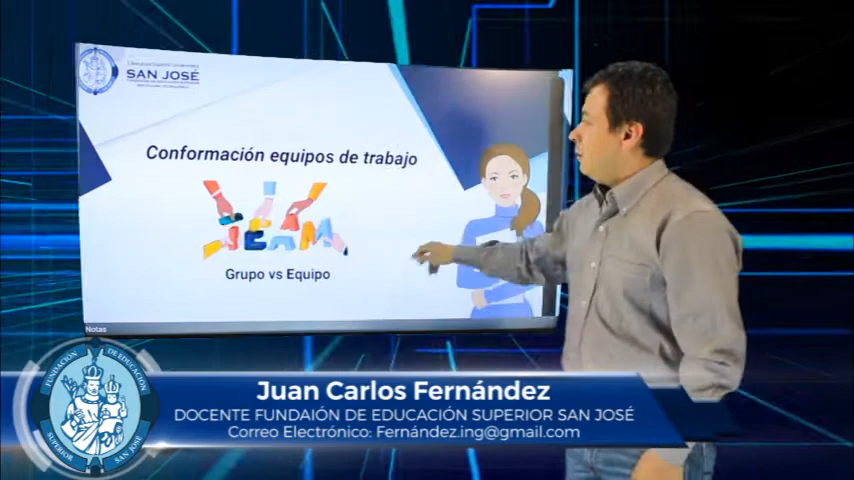 SAN JOSÉ
Conformación equipos de trabajo
TEAM
Grupo vs Equipo
Notas
FUNDACIÓN DE EDUCACIÓN
SUPERIOR SAN JOSÉ
Juan Carlos Fernández
DOCENTE FUNDAIÓN DE EDUCACIÓN SUPERIOR SAN JOSÉ
Correo Electrónico: Fernández.ing@gmail.com